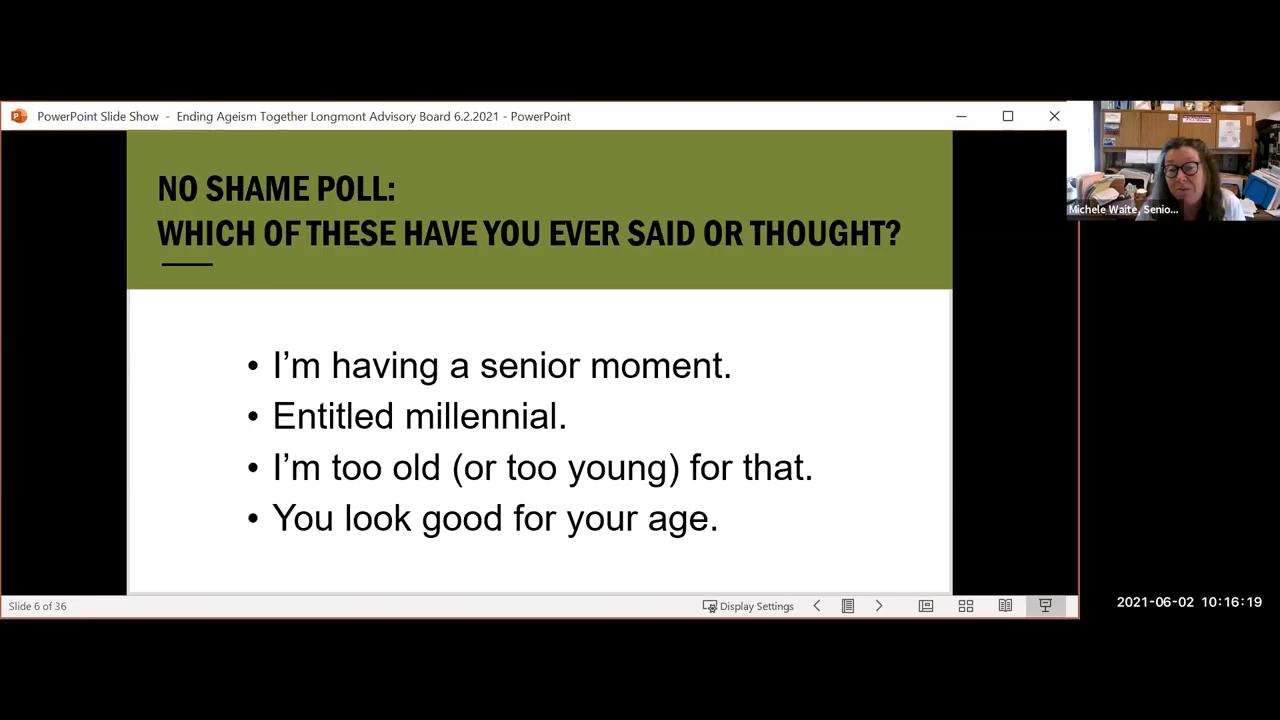 PowerPoint Slide Show - Ending Ageism Together Longmont Advisory Board 6.2.2021 - PowerPoint
NO SHAME POLL:
WHICH OF THESE HAVE YOU EVER SAID OR THOUGHT?
• I'm having a senior moment.
• Entitled millennial.
• I'm too old (or too young) for that.
• You look good for your age.
Michele Waite, Senio...
Slide 6 of 36
Display Settings
2021-06-02 10:16:19